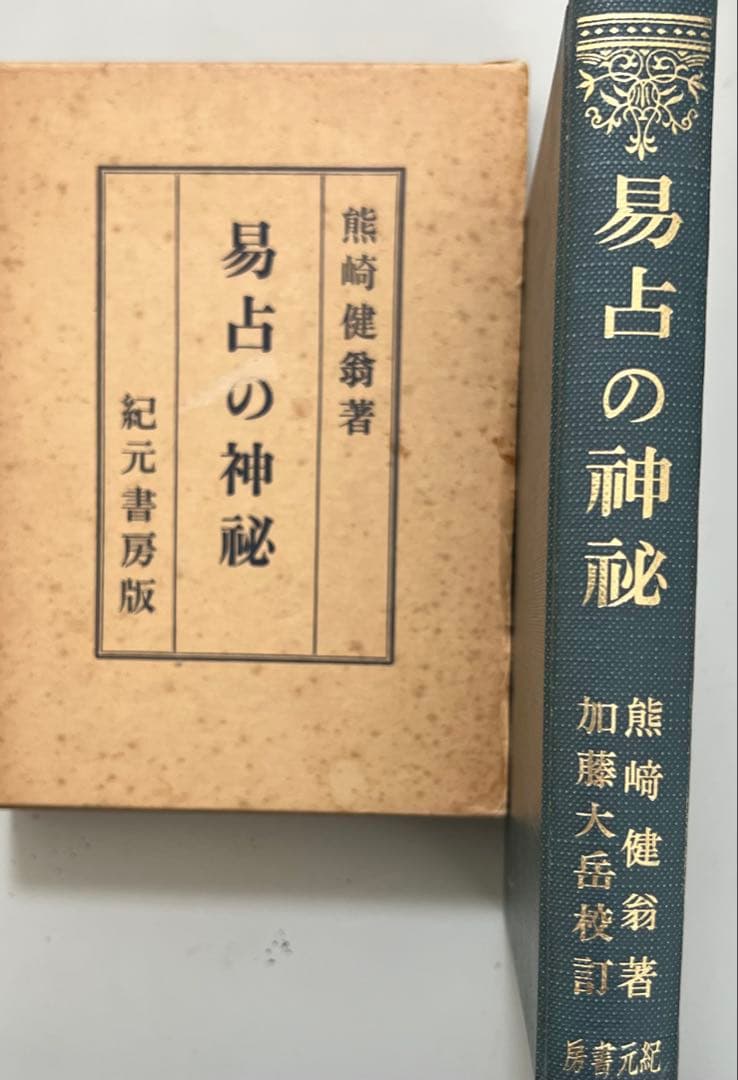 熊崎健翁著
易占の神祕
紀元書房版
易占の神祕
熊﨑健翁著
加藤大岳校訂
紀元書房